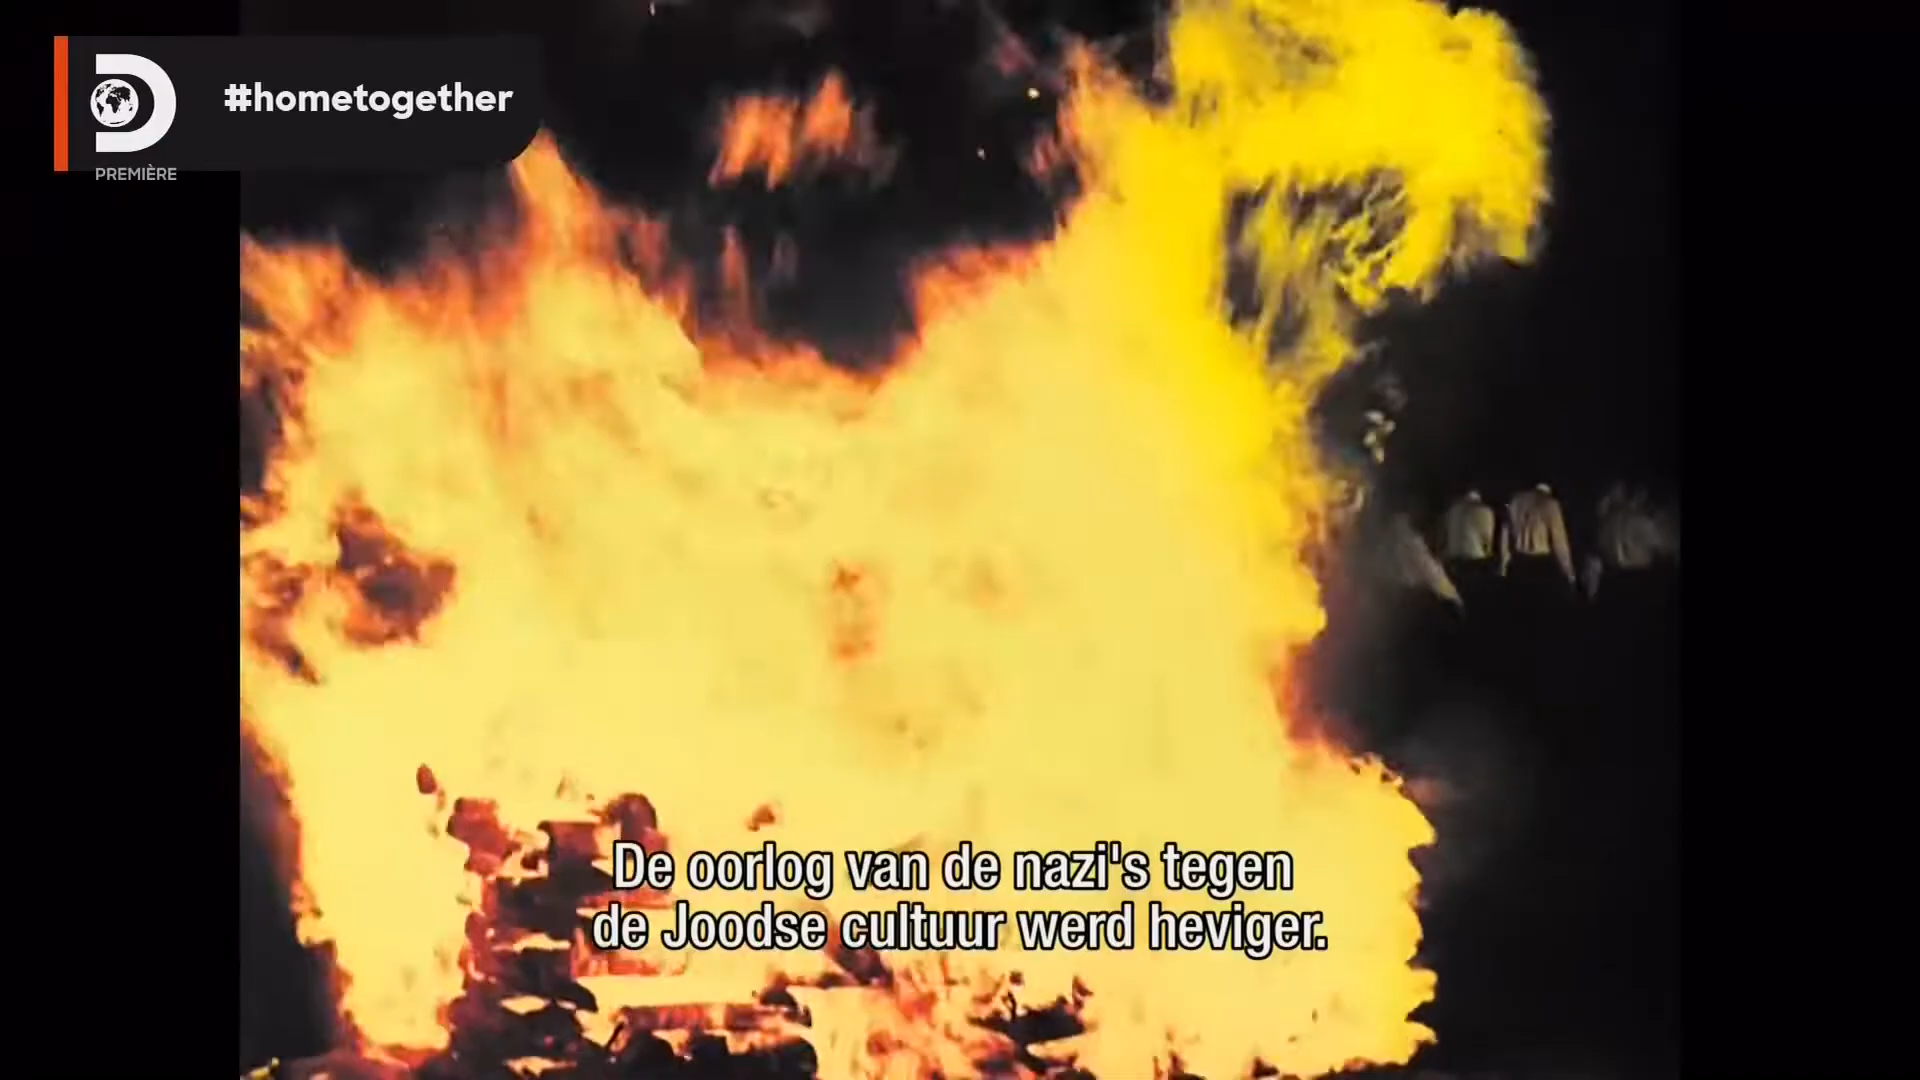 #hometogether
PREMIÈRE
De oorlog van de nazi's tegen
de Joodse cultuur werd heviger.